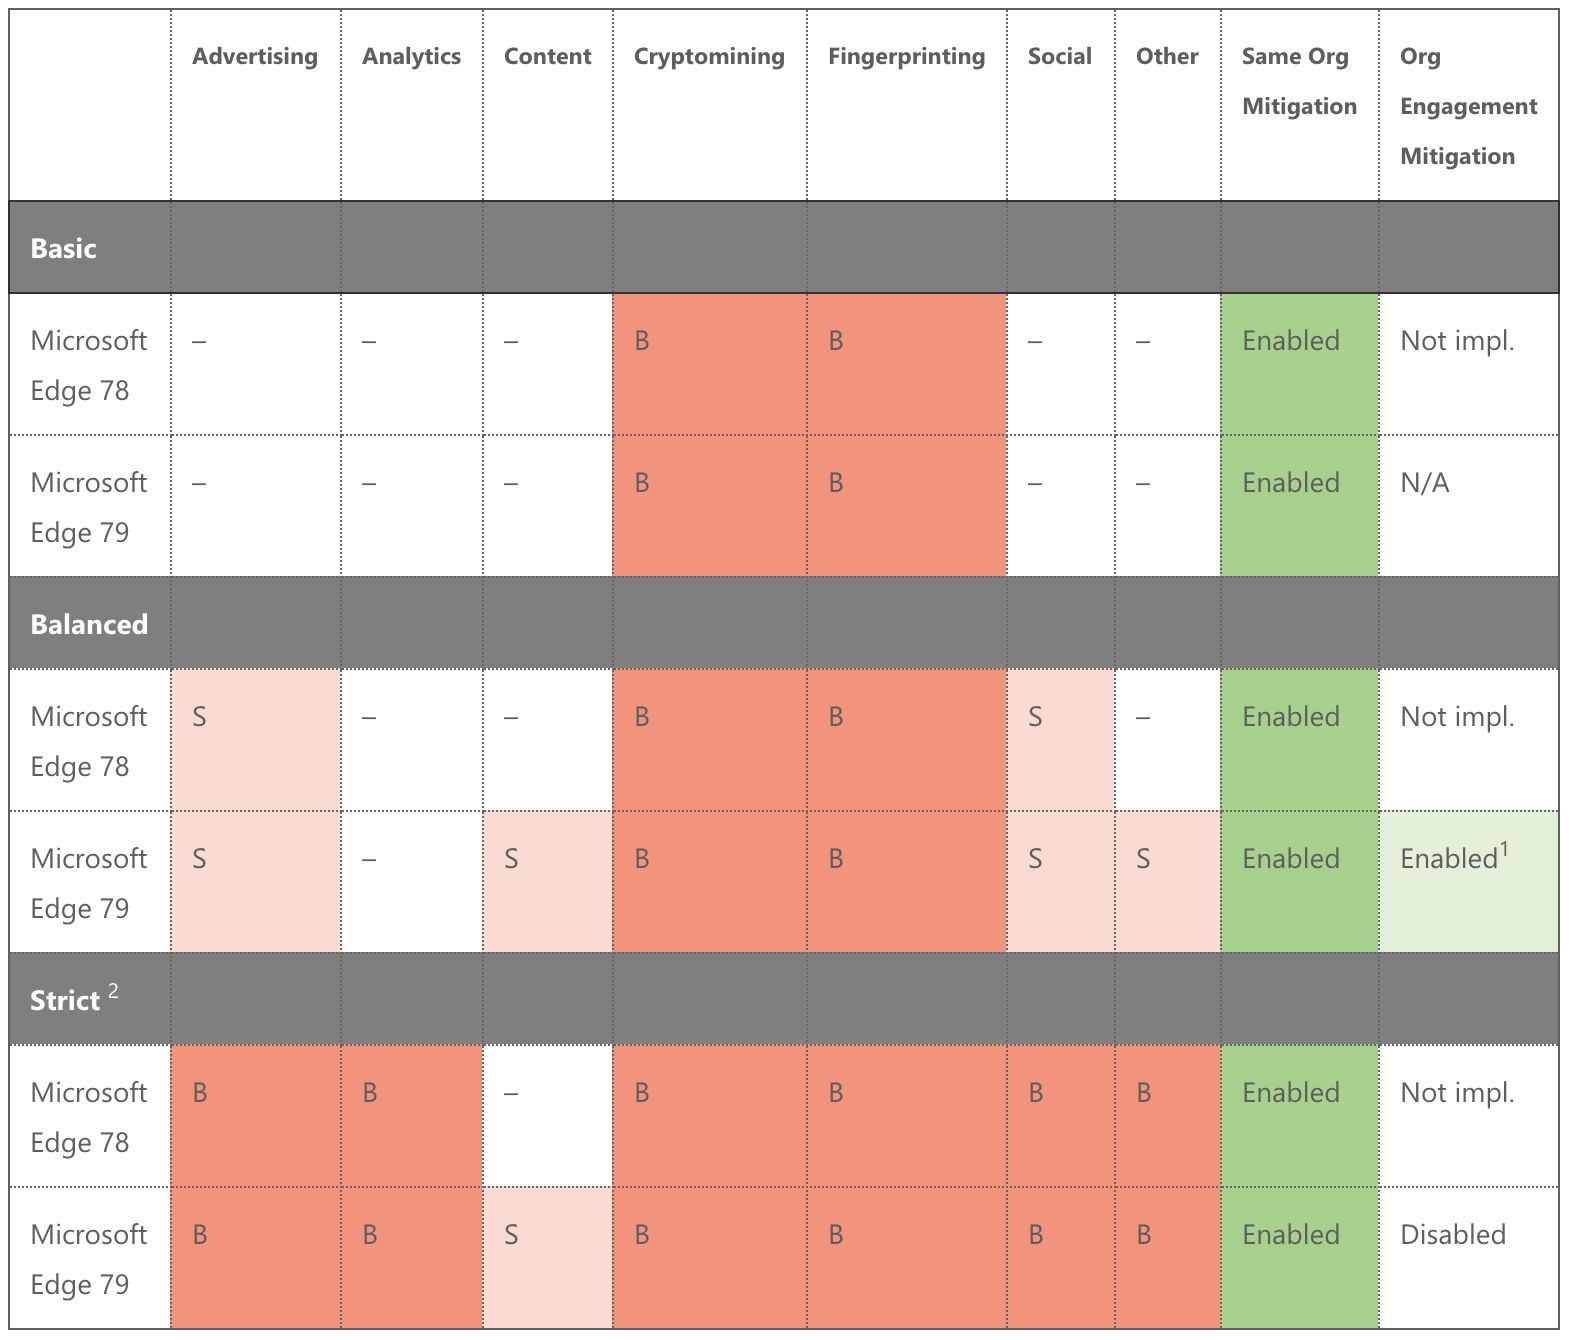 Advertising Analytics Content Cryptomining Fingerprinting Social Other Same Org Mitigation Org Engagement Mitigation
Basic
Microsoft Edge 78 – – – B B – – Enabled Not impl.
Microsoft Edge 79 – – – B B – – Enabled N/A
Balanced
Microsoft Edge 78 S – – B B S – Enabled Not impl.
Microsoft Edge 79 S – S B B S S Enabled Enabled1
Strict 2
Microsoft Edge 78 B B – B B B B Enabled Not impl.
Microsoft Edge 79 B B S B B B B Enabled Disabled